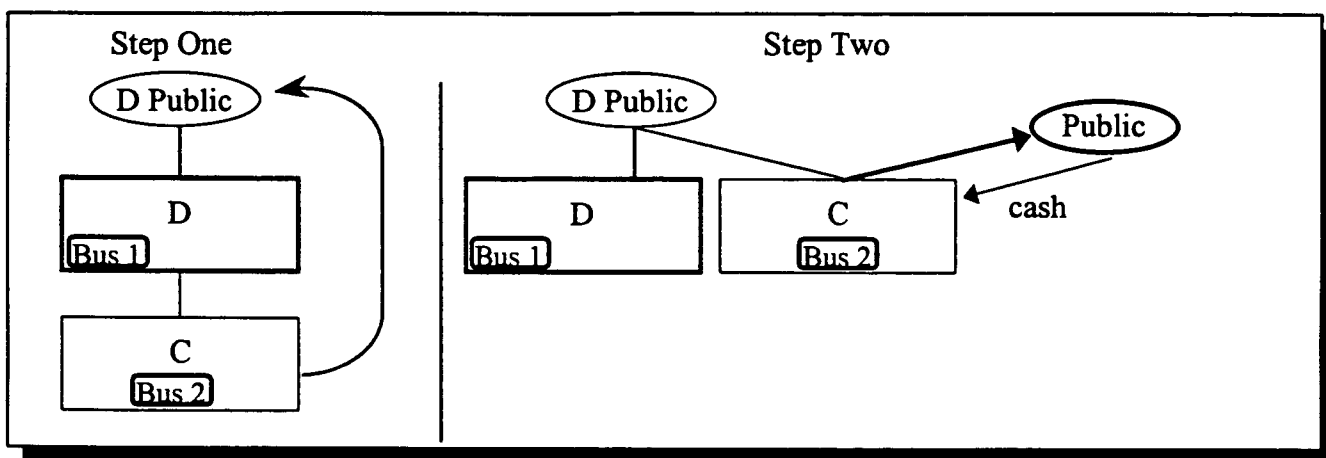 Step One
D Public
D
Bus 1
C
Bus 2
Step Two
D Public
Public
D
Bus 1
C
Bus 2
cash